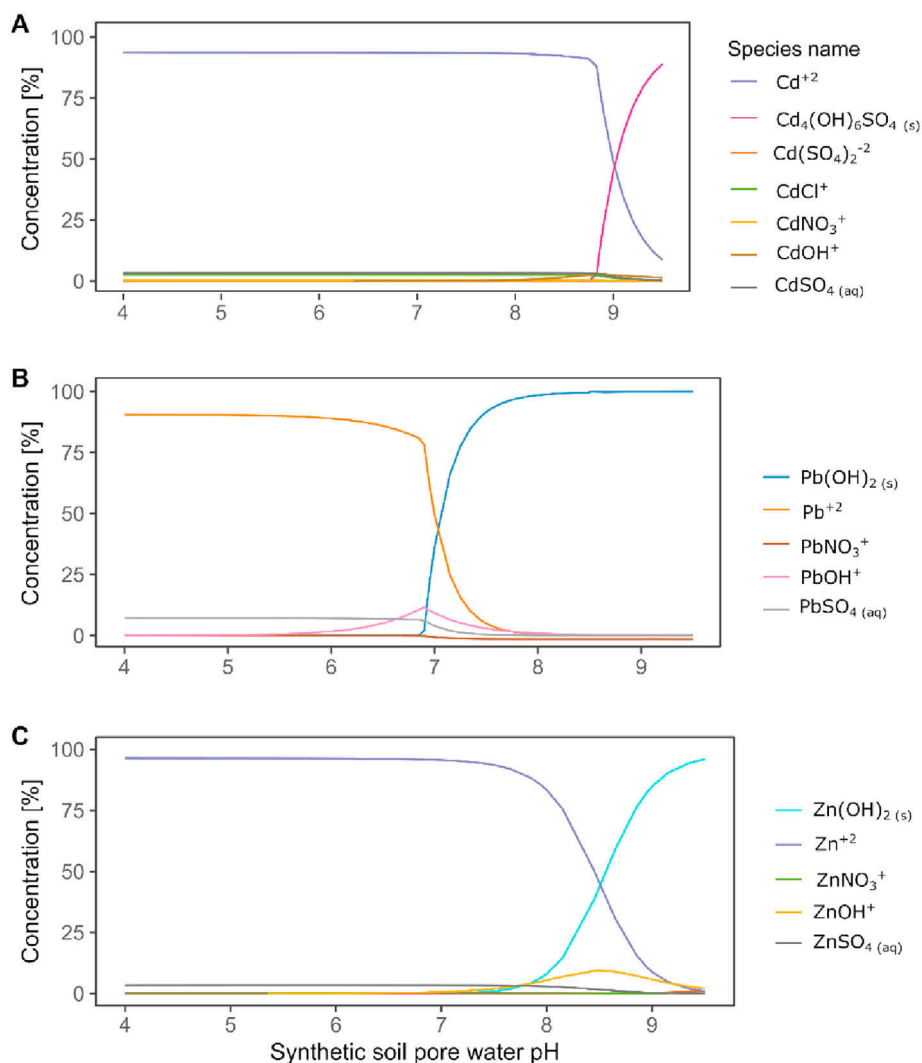 A
Concentration [%]
100
75
50
25
0
4 5 6 7 8 9
Species name
Cd⁺²
Cd₄(OH)₆SO₄ (s)
Cd(SO₄)₂⁻²
CdCl⁺
CdNO₃⁺
CdOH⁺
CdSO₄ (aq)
B
Concentration [%]
100
75
50
25
0
4 5 6 7 8 9
Pb(OH)₂ (s)
Pb⁺²
PbNO₃⁺
PbOH⁺
PbSO₄ (aq)
C
Concentration [%]
100
75
50
25
0
4 5 6 7 8 9
Synthetic soil pore water pH
Zn(OH)₂ (s)
Zn⁺²
ZnNO₃⁺
ZnOH⁺
ZnSO₄ (aq)